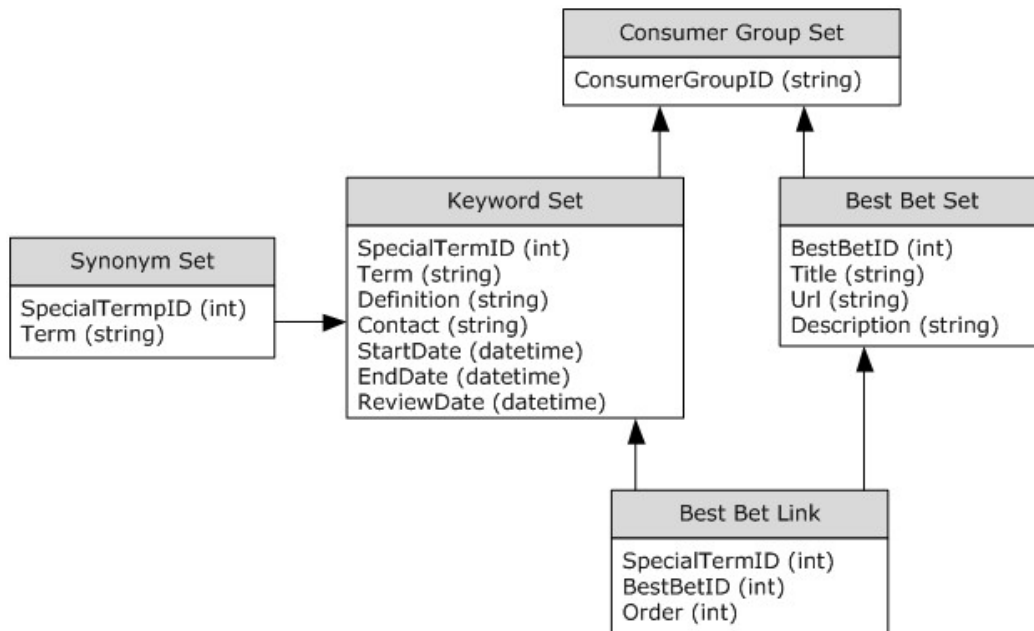 Consumer Group Set
ConsumerGroupID (string)
Keyword Set
SpecialTermID (int)
Term (string)
Definition (string)
Contact (string)
StartDate (datetime)
EndDate (datetime)
ReviewDate (datetime)
Best Bet Set
BestBetID (int)
Title (string)
Url (string)
Description (string)
Synonym Set
SpecialTermpID (int)
Term (string)
Best Bet Link
SpecialTermID (int)
BestBetID (int)
Order (int)